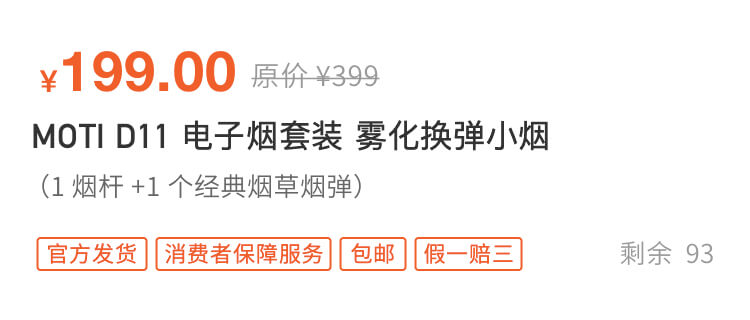 ¥199.00 原价 ¥399
MOTI D11 电子烟套装 雾化换弹小烟
（1 烟杆 +1 个经典烟草烟弹）
官方发货 消费者保障服务 包邮 假一赔三 剩余 93